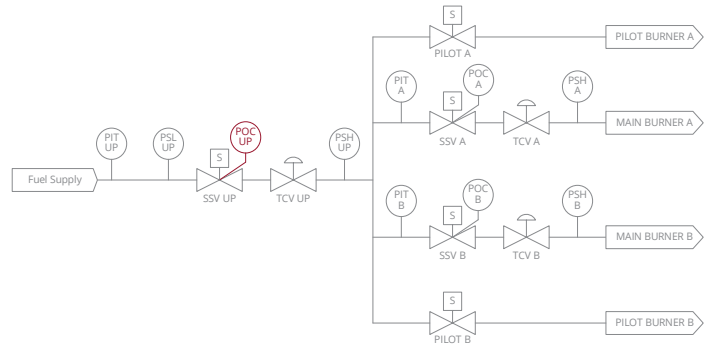 S
PILOT BURNER A
PILOT A
PIT
A
POC
A
PSH
A
S
MAIN BURNER A
SSV A
TCV A
PIT
UP
PSL
UP
POC
UP
PSH
UP
S
Fuel Supply
SSV UP
TCV UP
PIT
B
POC
B
PSH
B
S
MAIN BURNER B
SSV B
TCV B
S
PILOT BURNER B
PILOT B